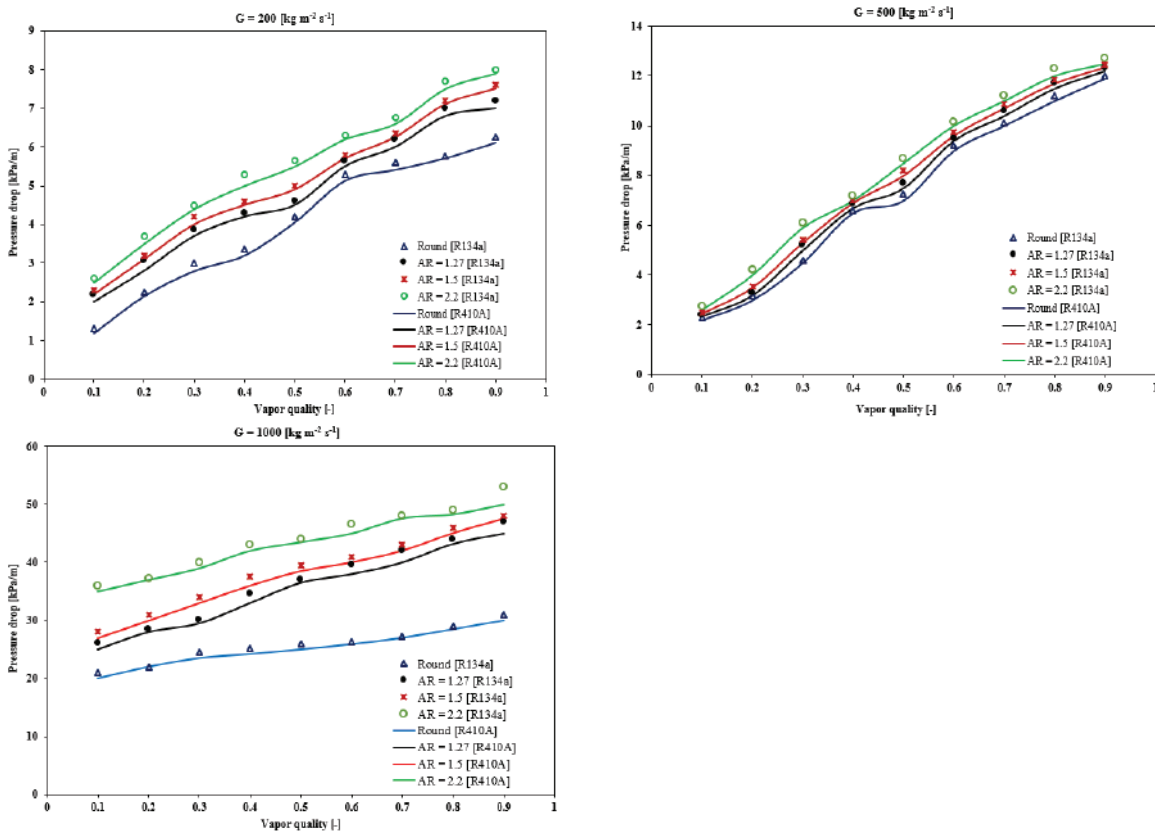 G = 200 [kg m⁻² s⁻¹]
9
8
7
6
5
4
3
2
1
0
Pressure drop [kPa/m]
0 0.1 0.2 0.3 0.4 0.5 0.6 0.7 0.8 0.9 1
Vapor quality [-]
Round [R134a]
AR = 1.27 [R134a]
AR = 1.5 [R134a]
AR = 2.2 [R134a]
Round [R410A]
AR = 1.27 [R410A]
AR = 1.5 [R410A]
AR = 2.2 [R410A]
G = 500 [kg m⁻² s⁻¹]
14
12
10
8
6
4
2
0
Pressure drop [kPa/m]
0 0.1 0.2 0.3 0.4 0.5 0.6 0.7 0.8 0.9 1
Vapor quality [-]
Round [R134a]
AR = 1.27 [R134a]
AR = 1.5 [R134a]
AR = 2.2 [R134a]
Round [R410A]
AR = 1.27 [R410A]
AR = 1.5 [R410A]
AR = 2.2 [R410A]
G = 1000 [kg m⁻² s⁻¹]
60
50
40
30
20
10
0
Pressure drop [kPa/m]
0 0.1 0.2 0.3 0.4 0.5 0.6 0.7 0.8 0.9 1
Vapor quality [-]
Round [R134a]
AR = 1.27 [R134a]
AR = 1.5 [R134a]
AR = 2.2 [R134a]
Round [R410A]
AR = 1.27 [R410A]
AR = 1.5 [R410A]
AR = 2.2 [R410A]